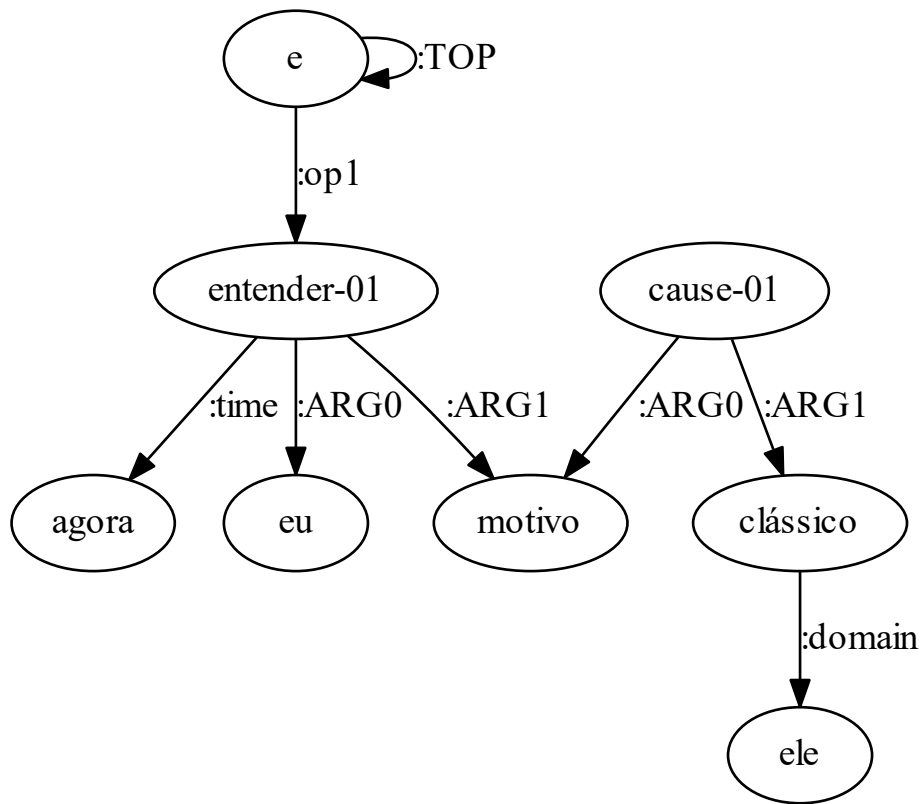 e
:TOP
:op1
entender-01
cause-01
:time
:ARG0
:ARG1
:ARG0
:ARG1
agora
eu
motivo
clássico
:domain
ele